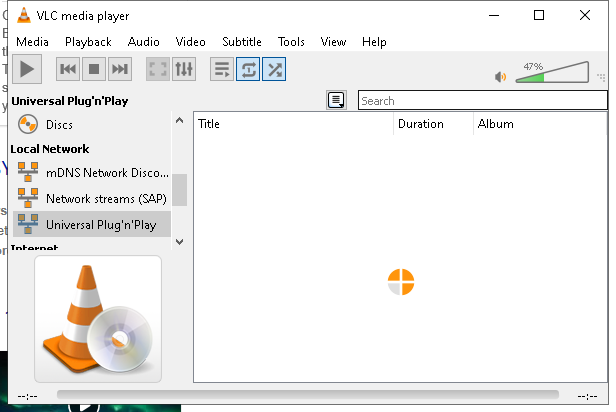 VLC media player
Media Playback Audio Video Subtitle Tools View Help
47%
Universal Plug'n'Play
Search
Discs
Local Network
mDNS Network Disco...
Network streams (SAP)
Universal Plug'n'Play
Internet
Title Duration Album
--:-- --:--